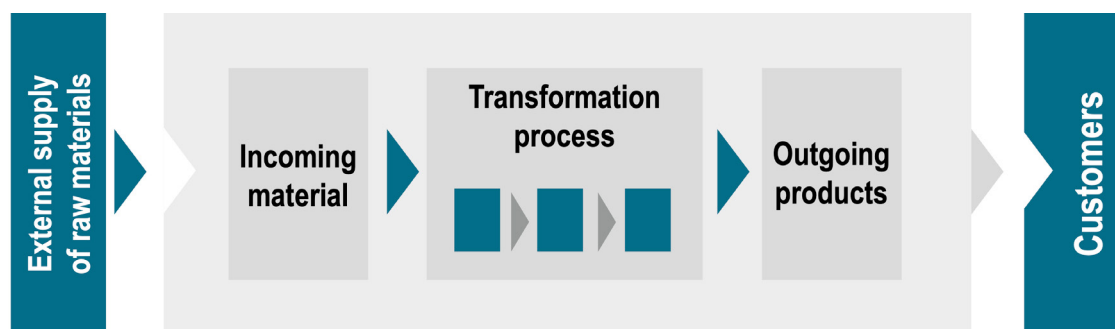 External supply
of raw materials
Incoming
material
Transformation
process
Outgoing
products
Customers